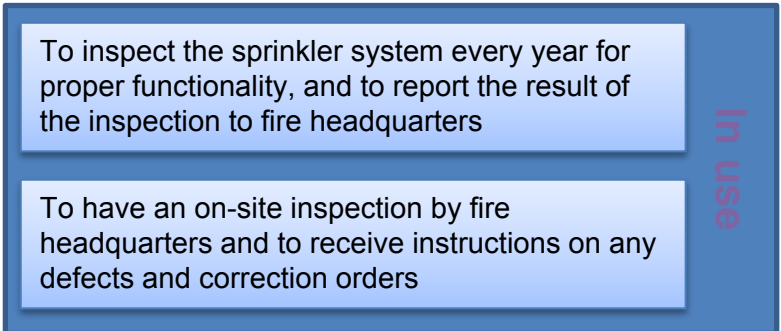 To inspect the sprinkler system every year for
proper functionality, and to report the result of
the inspection to fire headquarters
To have an on-site inspection by fire
headquarters and to receive instructions on any
defects and correction orders
In use